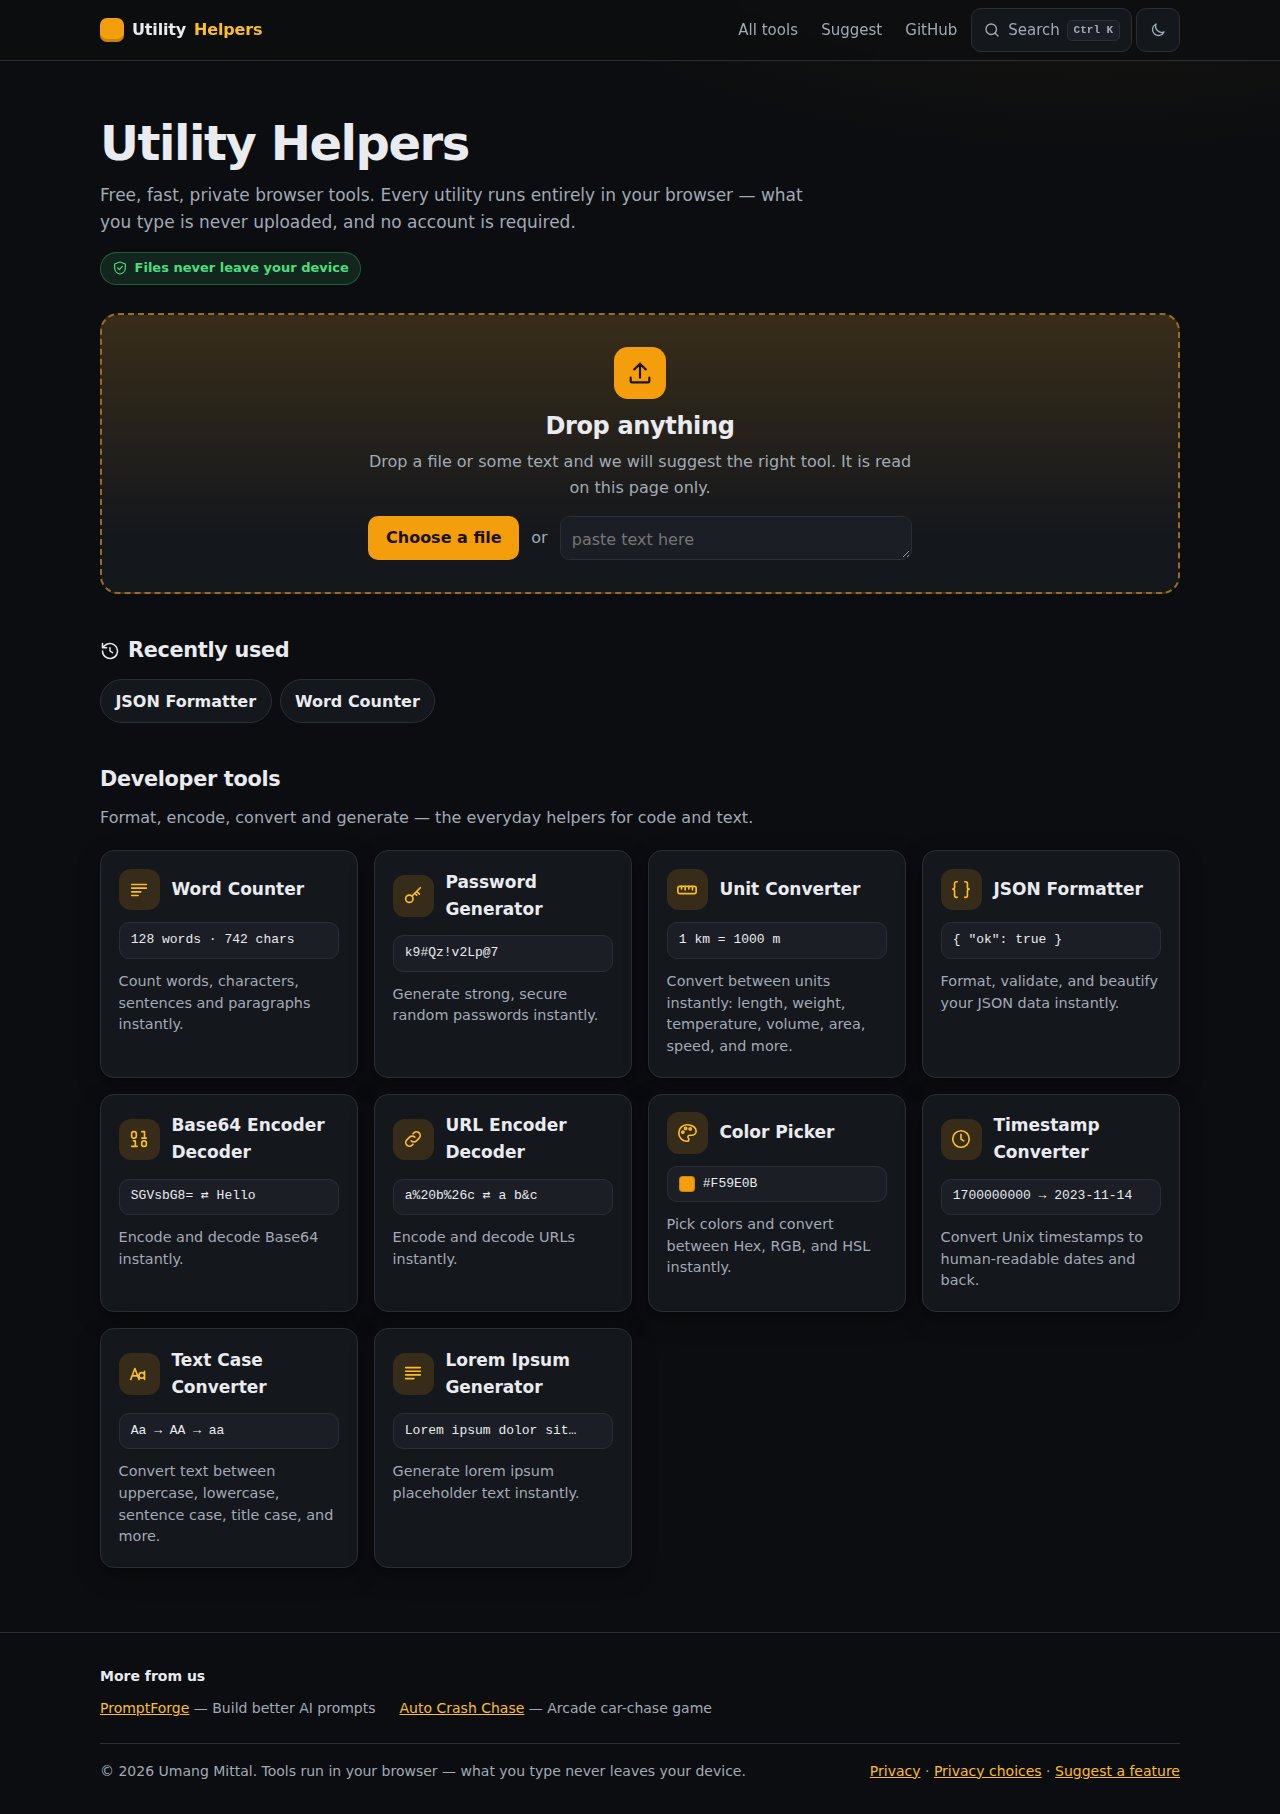 Utility Helpers
All tools
Suggest
GitHub
Search Ctrl K
Utility Helpers
Free, fast, private browser tools. Every utility runs entirely in your browser — what
you type is never uploaded, and no account is required.
Files never leave your device
Drop anything
Drop a file or some text and we will suggest the right tool. It is read
on this page only.
Choose a file
or
paste text here
Recently used
JSON Formatter
Word Counter
Developer tools
Format, encode, convert and generate — the everyday helpers for code and text.
Word Counter
128 words · 742 chars
Count words, characters,
sentences and paragraphs
instantly.
Password
Generator
k9#Qz!v2Lp@7
Generate strong, secure
random passwords instantly.
Unit Converter
1 km = 1000 m
Convert between units
instantly: length, weight,
temperature, volume, area,
speed, and more.
JSON Formatter
{ "ok": true }
Format, validate, and beautify
your JSON data instantly.
Base64 Encoder
Decoder
SGVsbG8= ⇄ Hello
Encode and decode Base64
instantly.
URL Encoder
Decoder
a%20b%26c ⇄ a b&c
Encode and decode URLs
instantly.
Color Picker
#F59E0B
Pick colors and convert
between Hex, RGB, and HSL
instantly.
Timestamp
Converter
1700000000 → 2023-11-14
Convert Unix timestamps to
human-readable dates and
back.
Text Case
Converter
Aa → AA → aa
Convert text between
uppercase, lowercase,
sentence case, title case, and
more.
Lorem Ipsum
Generator
Lorem ipsum dolor sit…
Generate lorem ipsum
placeholder text instantly.
More from us
PromptForge — Build better AI prompts
Auto Crash Chase — Arcade car-chase game
© 2026 Umang Mittal. Tools run in your browser — what you type never leaves your device.
Privacy · Privacy choices · Suggest a feature